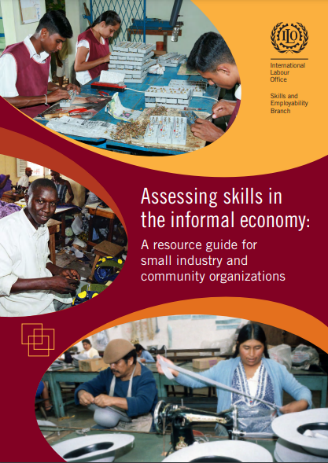 International
Labour
Office
Skills and
Employability
Branch
Assessing skills in
the informal economy:
A resource guide for
small industry and
community organizations